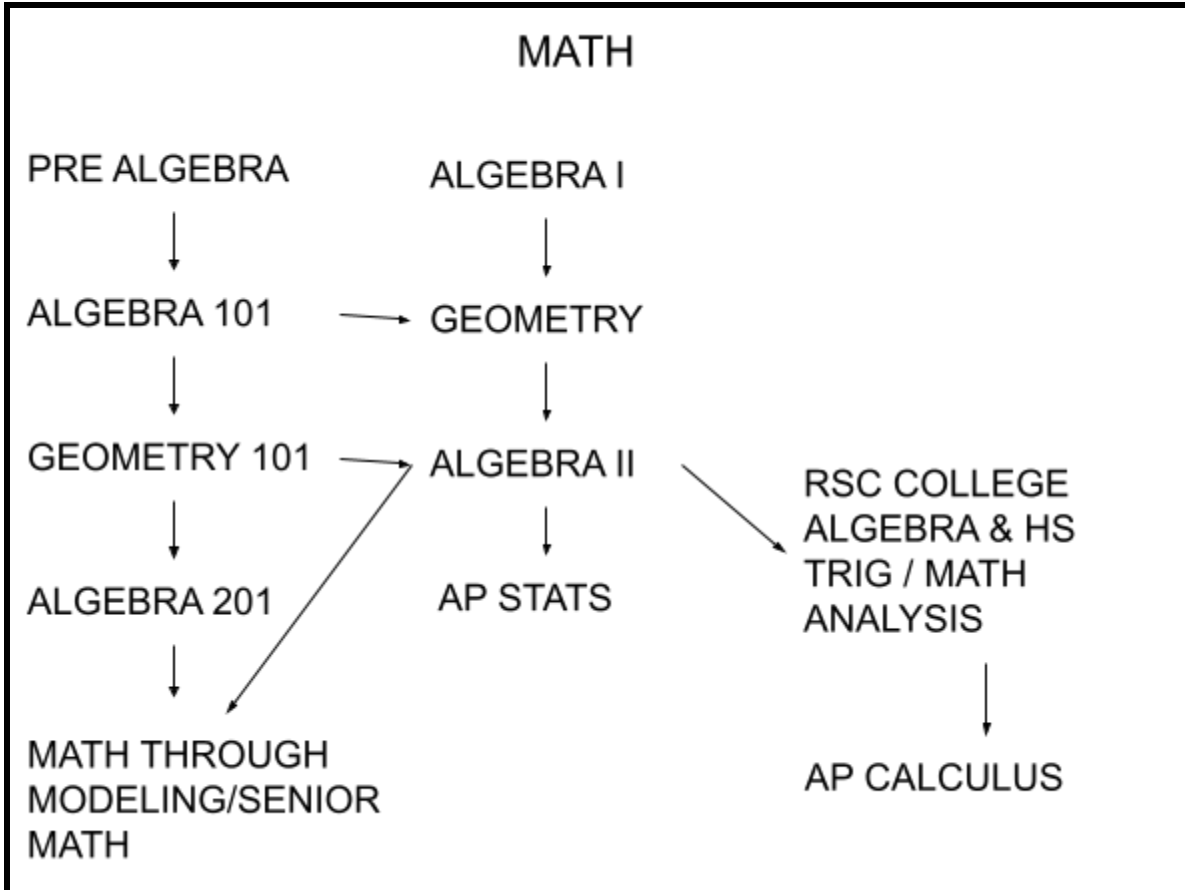 MATH
PRE ALGEBRA
ALGEBRA I
ALGEBRA 101
GEOMETRY
GEOMETRY 101
ALGEBRA II
RSC COLLEGE
ALGEBRA & HS
TRIG / MATH
ANALYSIS
ALGEBRA 201
AP STATS
MATH THROUGH
MODELING/SENIOR
MATH
AP CALCULUS